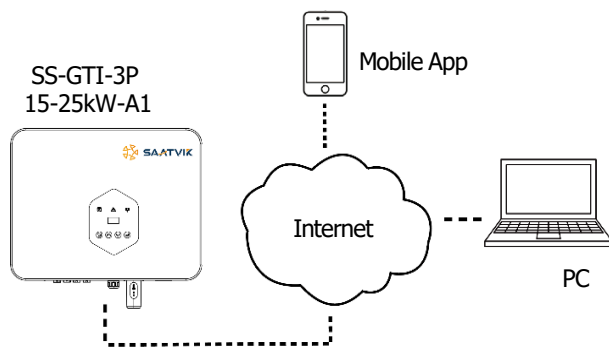 SS-GTI-3P
15-25kW-A1
SAATVIK
Mobile App
Internet
PC